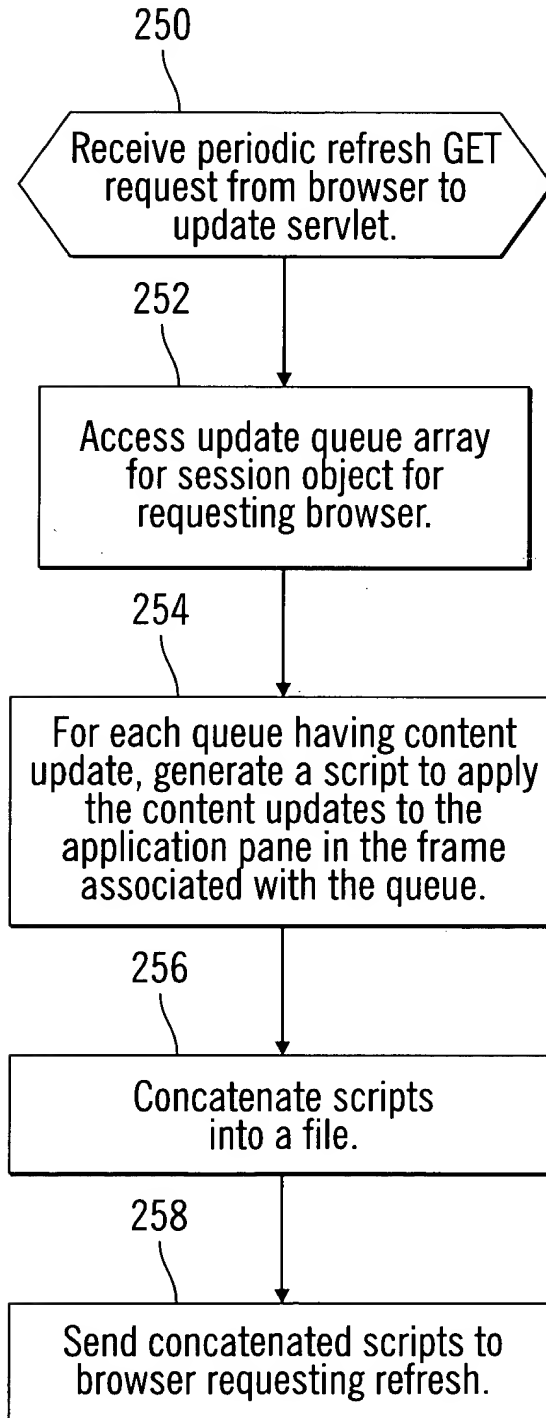 250
Receive periodic refresh GET
request from browser to
update servlet.
252
Access update queue array
for session object for
requesting browser.
254
For each queue having content
update, generate a script to apply
the content updates to the
application pane in the frame
associated with the queue.
256
Concatenate scripts
into a file.
258
Send concatenated scripts to
browser requesting refresh.